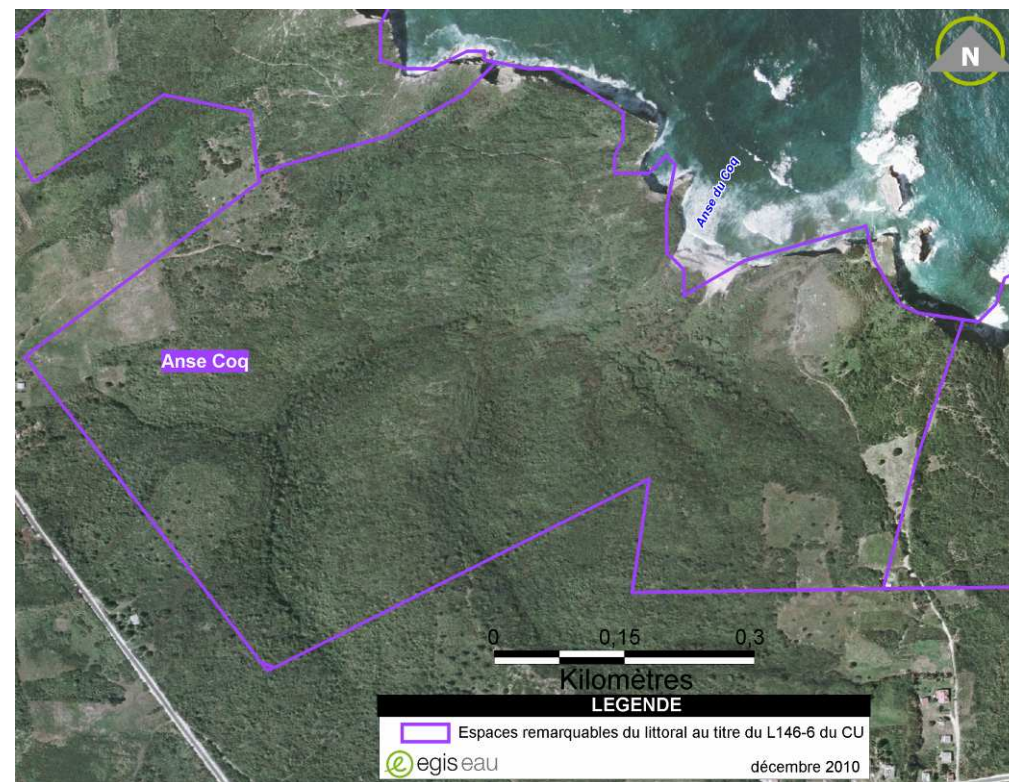 N
Anse du Coq
Anse Coq
0 0,15 0,3
Kilomètres
LEGENDE
Espaces remarquables du littoral au titre du L146-6 du CU
egis eau
décembre 2010